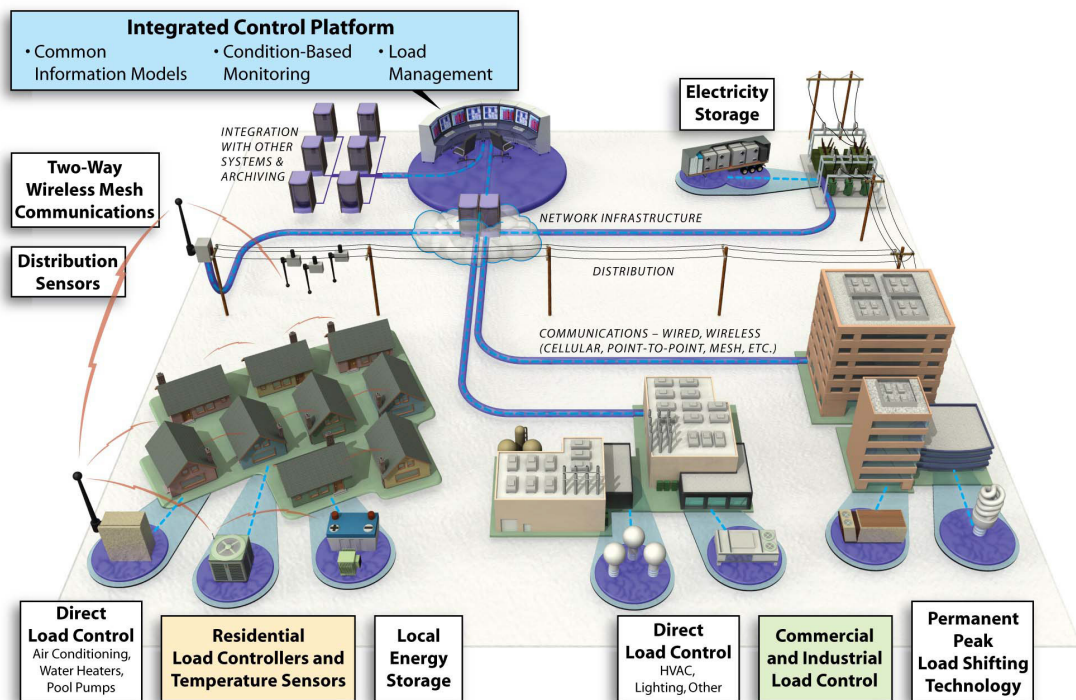 Integrated Control Platform
• Common Information Models
• Condition-Based Monitoring
• Load Management
INTEGRATION
WITH OTHER
SYSTEMS &
ARCHIVING
Electricity
Storage
Two-Way
Wireless Mesh
Communications
NETWORK INFRASTRUCTURE
Distribution
Sensors
DISTRIBUTION
COMMUNICATIONS – WIRED, WIRELESS
(CELLULAR, POINT-TO-POINT, MESH, ETC.)
Direct
Load Control
Air Conditioning,
Water Heaters,
Pool Pumps
Residential
Load Controllers and
Temperature Sensors
Local
Energy
Storage
Direct
Load Control
HVAC,
Lighting, Other
Commercial
and Industrial
Load Control
Permanent
Peak
Load Shifting
Technology